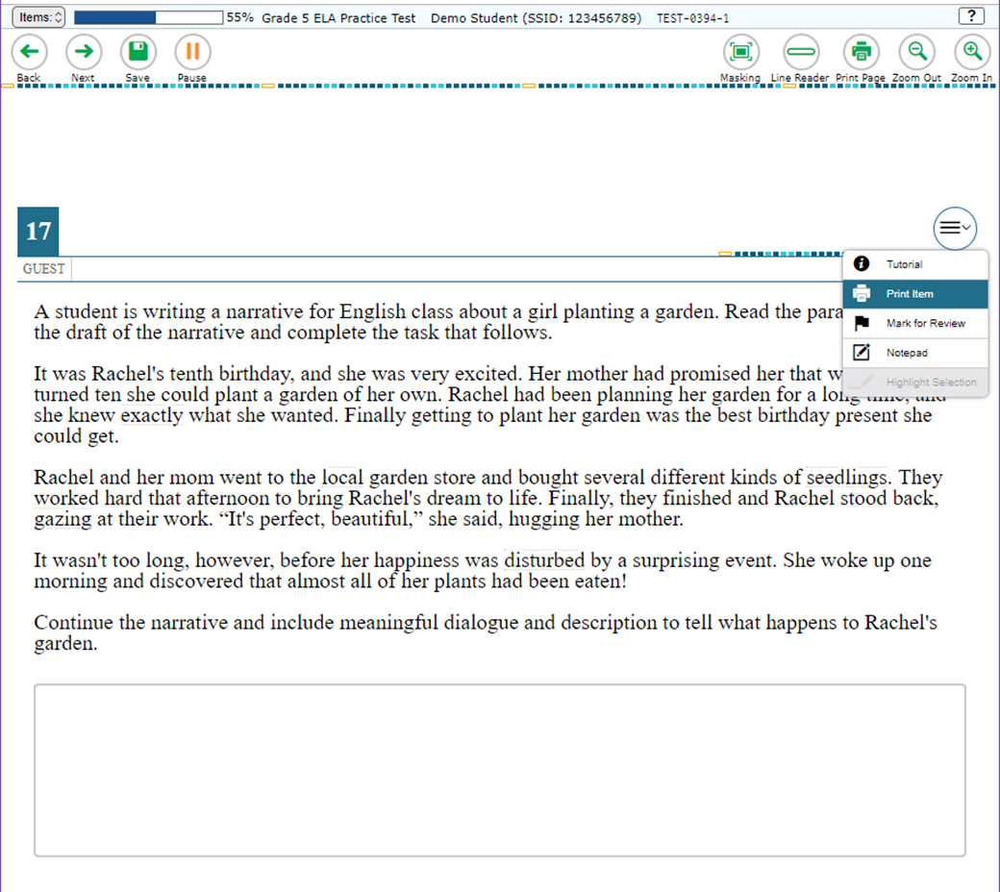 Items: 55% Grade 5 ELA Practice Test Demo Student (SSID: 123456789) TEST-0394-1 ?
Back Next Save Pause Masking Line Reader Print Page Zoom Out Zoom In
17
GUEST
Tutorial
Print Item
Mark for Review
Notepad
Highlight Selection
A student is writing a narrative for English class about a girl planting a garden. Read the para
the draft of the narrative and complete the task that follows.
It was Rachel's tenth birthday, and she was very excited. Her mother had promised her that w
turned ten she could plant a garden of her own. Rachel had been planning her garden for a long time, and
she knew exactly what she wanted. Finally getting to plant her garden was the best birthday present she
could get.
Rachel and her mom went to the local garden store and bought several different kinds of seedlings. They
worked hard that afternoon to bring Rachel's dream to life. Finally, they finished and Rachel stood back,
gazing at their work. “It's perfect, beautiful,” she said, hugging her mother.
It wasn't too long, however, before her happiness was disturbed by a surprising event. She woke up one
morning and discovered that almost all of her plants had been eaten!
Continue the narrative and include meaningful dialogue and description to tell what happens to Rachel's
garden.